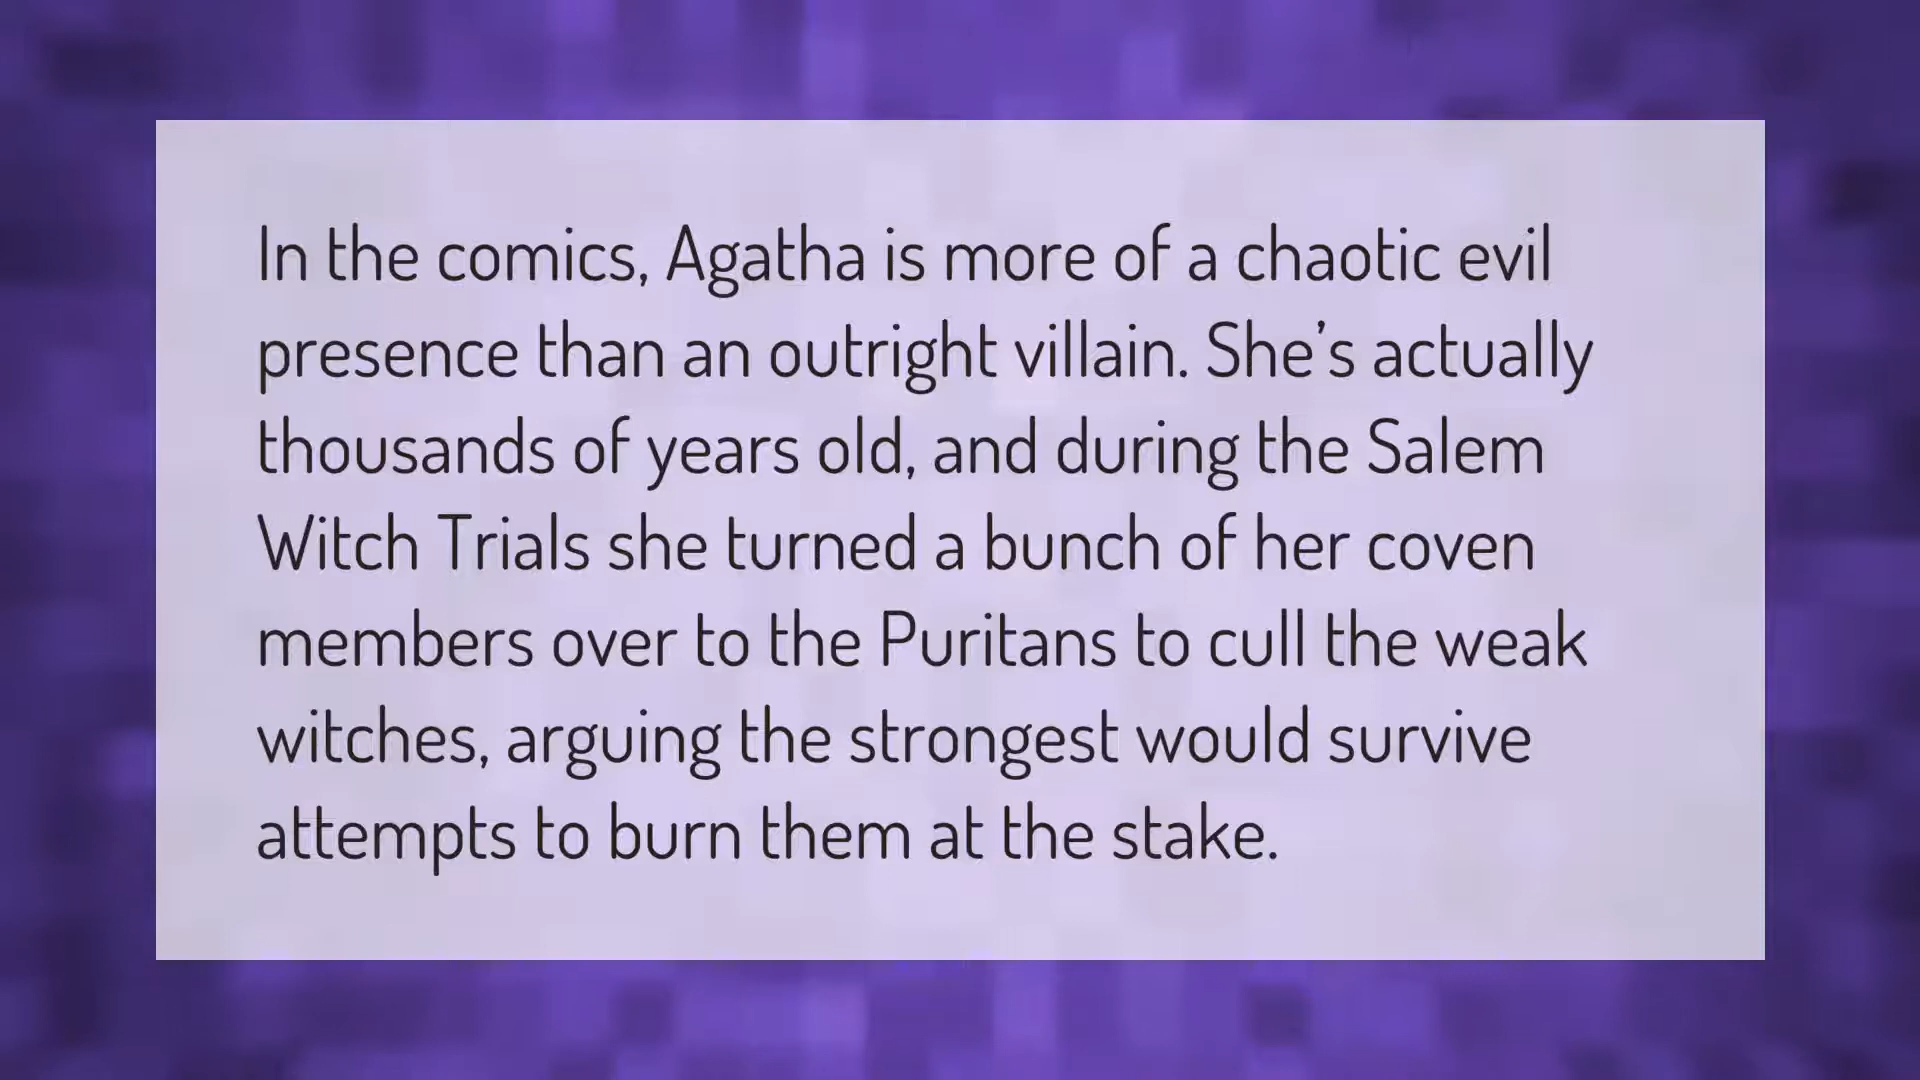 In the comics, Agatha is more of a chaotic evil
presence than an outright villain. She’s actually
thousands of years old, and during the Salem
Witch Trials she turned a bunch of her coven
members over to the Puritans to cull the weak
witches, arguing the strongest would survive
attempts to burn them at the stake.